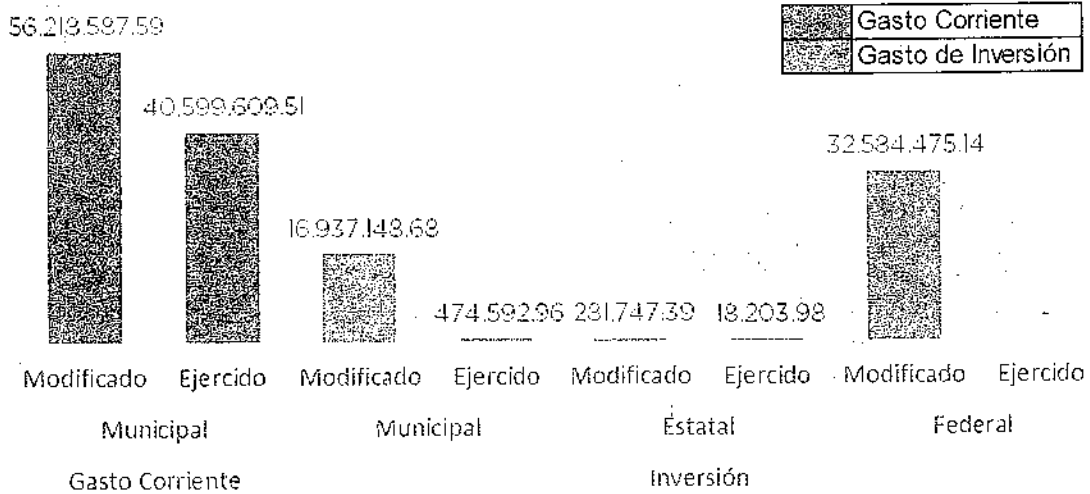 Gasto Corriente
Gasto de Inversión
56.218.587.59
40.599.609.51
16.937.148.68
474.592.96
281.747.39
18.203.98
32.584.475.14
-
Modificado Ejercido Modificado Ejercido Modificado Ejercido Modificado Ejercido
Municipal Municipal Estatal Federal
Gasto Corriente Inversión